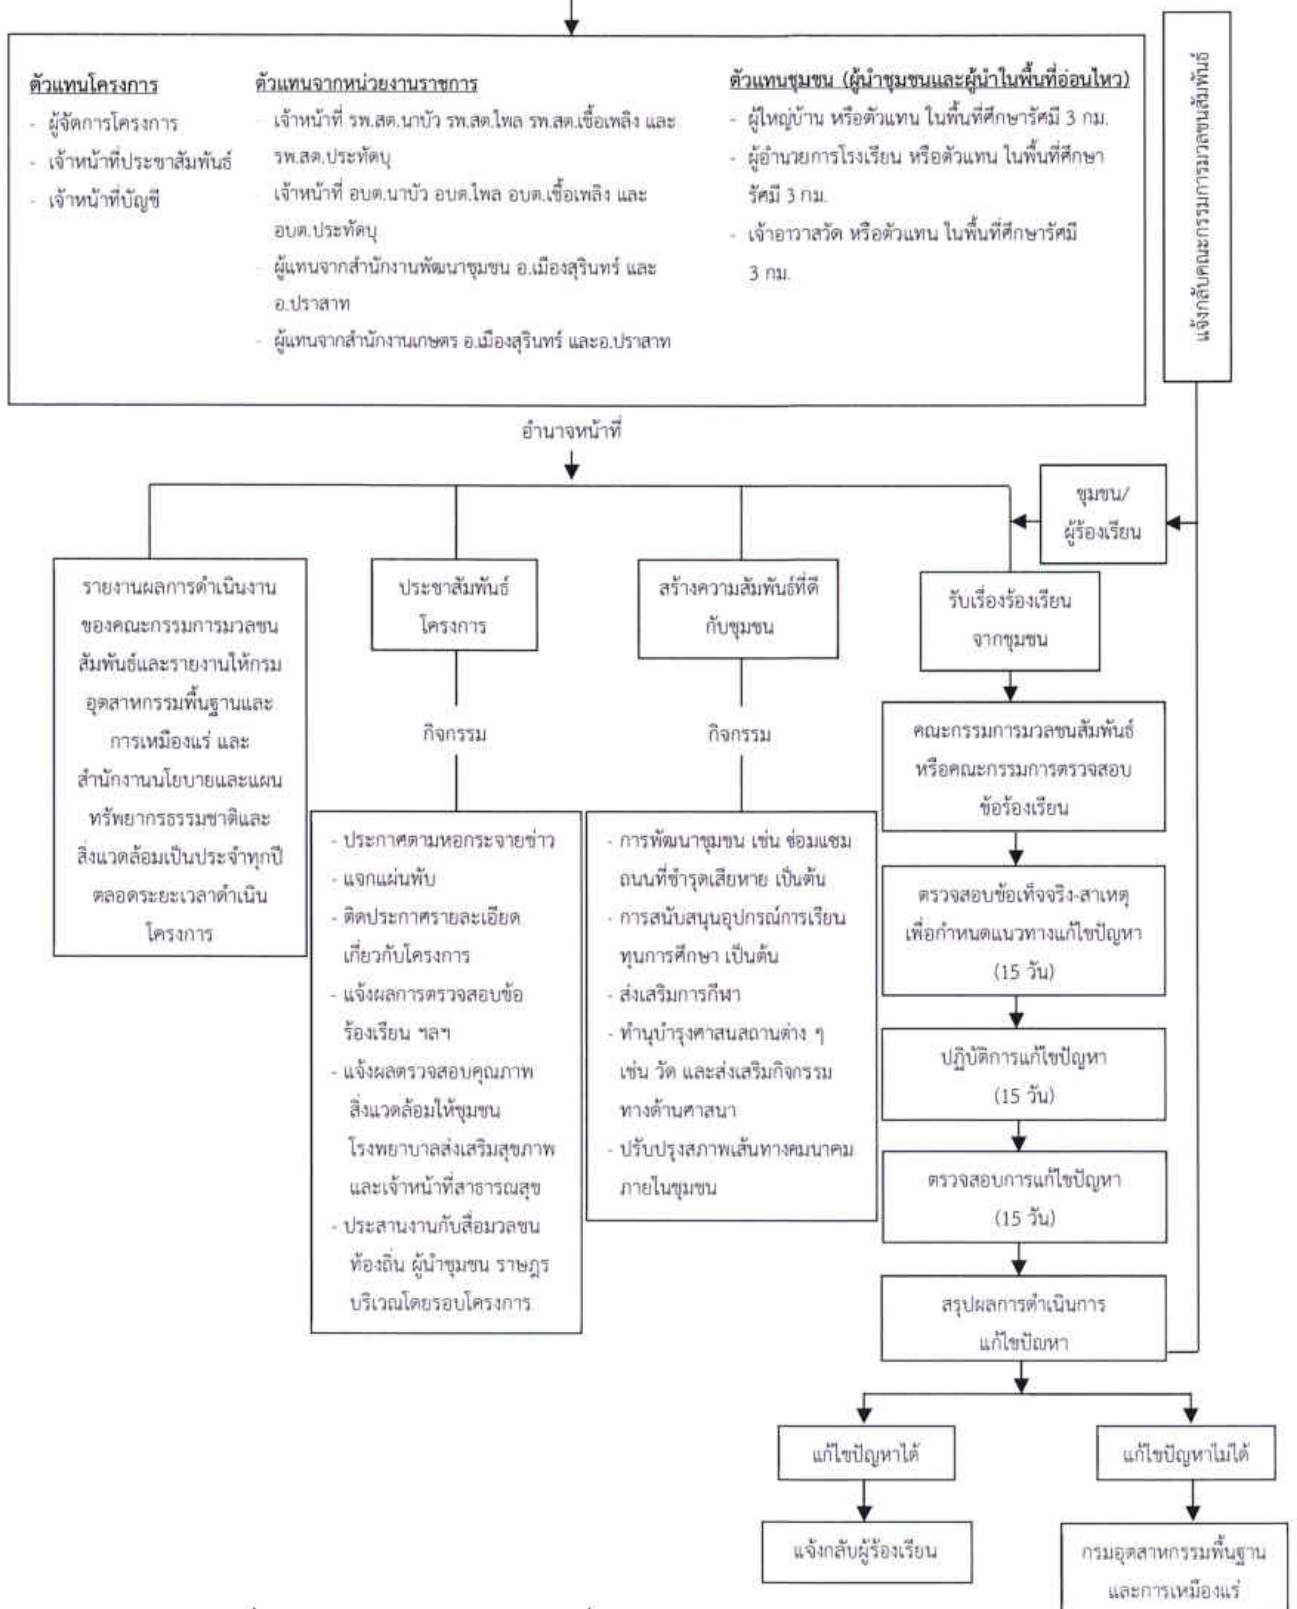 ตัวแทนโครงการ
- ผู้จัดการโครงการ
- เจ้าหน้าที่ประชาสัมพันธ์
- เจ้าหน้าที่บัญชี
ตัวแทนจากหน่วยงานราชการ
- เจ้าหน้าที่ รพ.สต.นาบัว รพ.สต.ไพล รพ.สต.เชื้อเพลิง และ
รพ.สต.ประทัดบุ
- เจ้าหน้าที่ อบต.นาบัว อบต.ไพล อบต.เชื้อเพลิง และ
อบต.ประทัดบุ
- ผู้แทนจากสำนักงานพัฒนาชุมชน อ.เมืองสุรินทร์ และ
อ.ปราสาท
- ผู้แทนจากสำนักงานเกษตร อ.เมืองสุรินทร์ และอ.ปราสาท
ตัวแทนชุมชน (ผู้นำชุมชนและผู้นำในพื้นที่อ่อนไหว)
- ผู้ใหญ่บ้าน หรือตัวแทน ในพื้นที่ศึกษารัศมี 3 กม.
- ผู้อำนวยการโรงเรียน หรือตัวแทน ในพื้นที่ศึกษา
รัศมี 3 กม.
- เจ้าอาวาสวัด หรือตัวแทน ในพื้นที่ศึกษารัศมี
3 กม.
แจ้งกลับคณะกรรมการมวลชนสัมพันธ์
อำนาจหน้าที่
ชุมชน/
ผู้ร้องเรียน
รายงานผลการดำเนินงาน
ของคณะกรรมการมวลชน
สัมพันธ์และรายงานให้กรม
อุตสาหกรรมพื้นฐานและ
การเหมืองแร่ และ
สำนักงานนโยบายและแผน
ทรัพยากรธรรมชาติและ
สิ่งแวดล้อมเป็นประจำทุกปี
ตลอดระยะเวลาดำเนิน
โครงการ
ประชาสัมพันธ์
โครงการ
กิจกรรม
- ประกาศตามหอกระจายข่าว
- แจกแผ่นพับ
- ติดประกาศรายละเอียด
เกี่ยวกับโครงการ
- แจ้งผลการตรวจสอบข้อ
ร้องเรียน ฯลฯ
- แจ้งผลตรวจสอบคุณภาพ
สิ่งแวดล้อมให้ชุมชน
โรงพยาบาลส่งเสริมสุขภาพ
และเจ้าหน้าที่สาธารณสุข
- ประสานงานกับสื่อมวลชน
ท้องถิ่น ผู้นำชุมชน ราษฎร
บริเวณโดยรอบโครงการ
สร้างความสัมพันธ์ที่ดี
กับชุมชน
กิจกรรม
- การพัฒนาชุมชน เช่น ซ่อมแซม
ถนนที่ชำรุดเสียหาย เป็นต้น
- การสนับสนุนอุปกรณ์การเรียน
ทุนการศึกษา เป็นต้น
- ส่งเสริมการกีฬา
- ทำนุบำรุงศาสนสถานต่าง ๆ
เช่น วัด และส่งเสริมกิจกรรม
ทางด้านศาสนา
- ปรับปรุงสภาพเส้นทางคมนาคม
ภายในชุมชน
รับเรื่องร้องเรียน
จากชุมชน
คณะกรรมการมวลชนสัมพันธ์
หรือคณะกรรมการตรวจสอบ
ข้อร้องเรียน
ตรวจสอบข้อเท็จจริง-สาเหตุ
เพื่อกำหนดแนวทางแก้ไขปัญหา
(15 วัน)
ปฏิบัติการแก้ไขปัญหา
(15 วัน)
ตรวจสอบการแก้ไขปัญหา
(15 วัน)
สรุปผลการดำเนินการ
แก้ไขปัญหา
แก้ไขปัญหาได้
แก้ไขปัญหาไม่ได้
แจ้งกลับผู้ร้องเรียน
กรมอุตสาหกรรมพื้นฐาน
และการเหมืองแร่